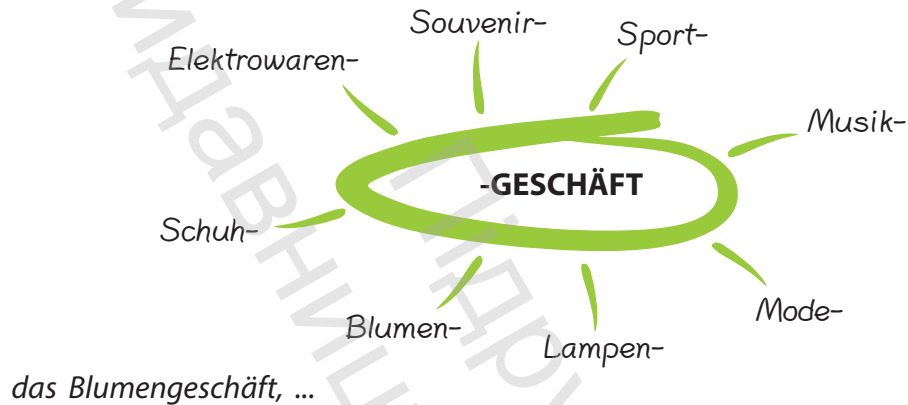 Souvenir-
Sport-
Elektrowaren-
Musik-
-GESCHÄFT
Schuh-
Mode-
Blumen-
Lampen-
das Blumengeschäft, ...